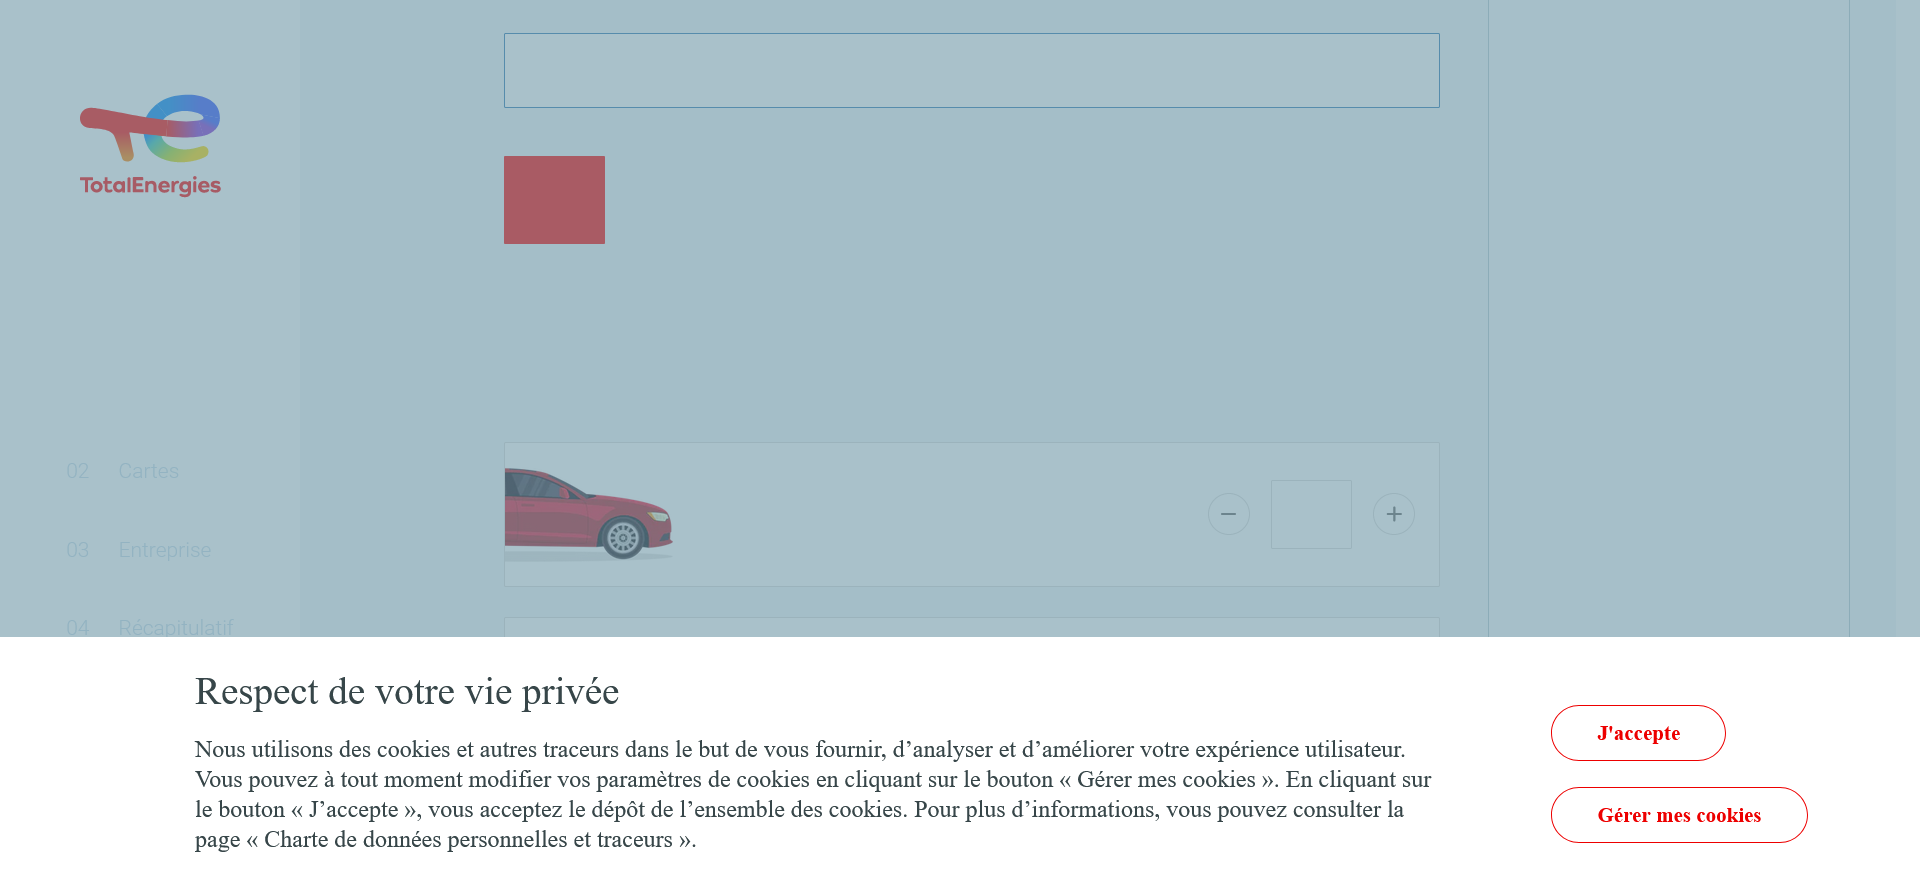 TotalEnergies
02 Cartes
03 Entreprise
04 Récapitulatif
Respect de votre vie privée
Nous utilisons des cookies et autres traceurs dans le but de vous fournir, d’analyser et d’améliorer votre expérience utilisateur.
Vous pouvez à tout moment modifier vos paramètres de cookies en cliquant sur le bouton « Gérer mes cookies ». En cliquant sur
le bouton « J’accepte », vous acceptez le dépôt de l’ensemble des cookies. Pour plus d’informations, vous pouvez consulter la
page « Charte de données personnelles et traceurs ».
J'accepte
Gérer mes cookies